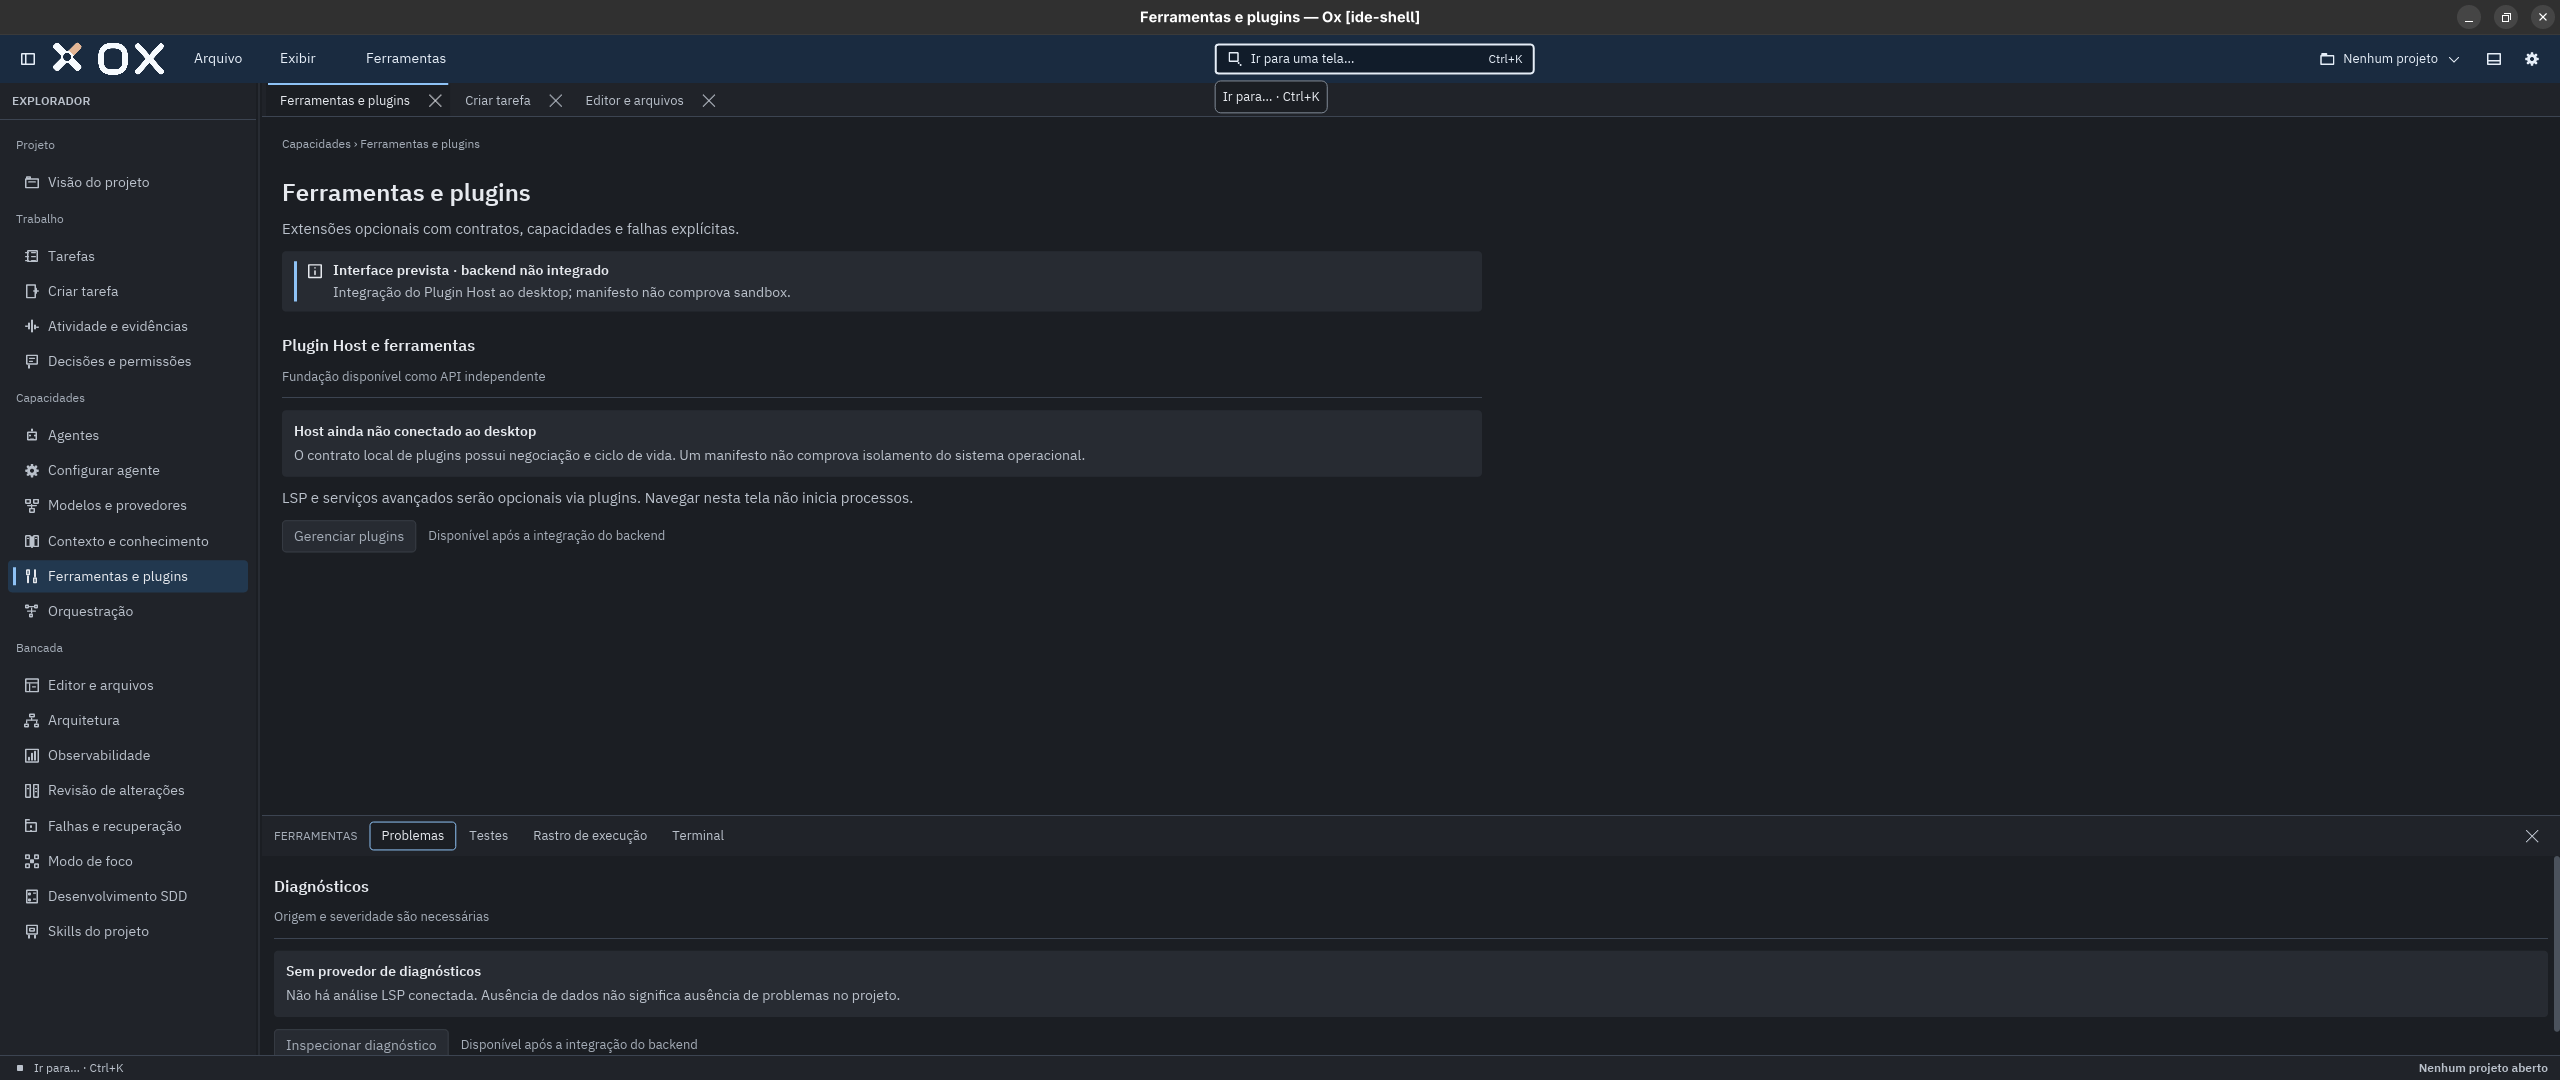 Ferramentas e plugins — Ox [ide-shell]
OX
Arquivo
Exibir
Ferramentas
Ir para uma tela...
Ctrl+K
Nenhum projeto
Ir para... · Ctrl+K
EXPLORADOR
Projeto
Visão do projeto
Trabalho
Tarefas
Criar tarefa
Atividade e evidências
Decisões e permissões
Capacidades
Agentes
Configurar agente
Modelos e provedores
Contexto e conhecimento
Ferramentas e plugins
Orquestração
Bancada
Editor e arquivos
Arquitetura
Observabilidade
Revisão de alterações
Falhas e recuperação
Modo de foco
Desenvolvimento SDD
Skills do projeto
Ferramentas e plugins
Criar tarefa
Editor e arquivos
Capacidades › Ferramentas e plugins
Ferramentas e plugins
Extensões opcionais com contratos, capacidades e falhas explícitas.
Interface prevista · backend não integrado
Integração do Plugin Host ao desktop; manifesto não comprova sandbox.
Plugin Host e ferramentas
Fundação disponível como API independente
Host ainda não conectado ao desktop
O contrato local de plugins possui negociação e ciclo de vida. Um manifesto não comprova isolamento do sistema operacional.
LSP e serviços avançados serão opcionais via plugins. Navegar nesta tela não inicia processos.
Gerenciar plugins
Disponível após a integração do backend
FERRAMENTAS
Problemas
Testes
Rastro de execução
Terminal
Diagnósticos
Origem e severidade são necessárias
Sem provedor de diagnósticos
Não há análise LSP conectada. Ausência de dados não significa ausência de problemas no projeto.
Inspecionar diagnóstico
Disponível após a integração do backend
Ir para... · Ctrl+K
Nenhum projeto aberto